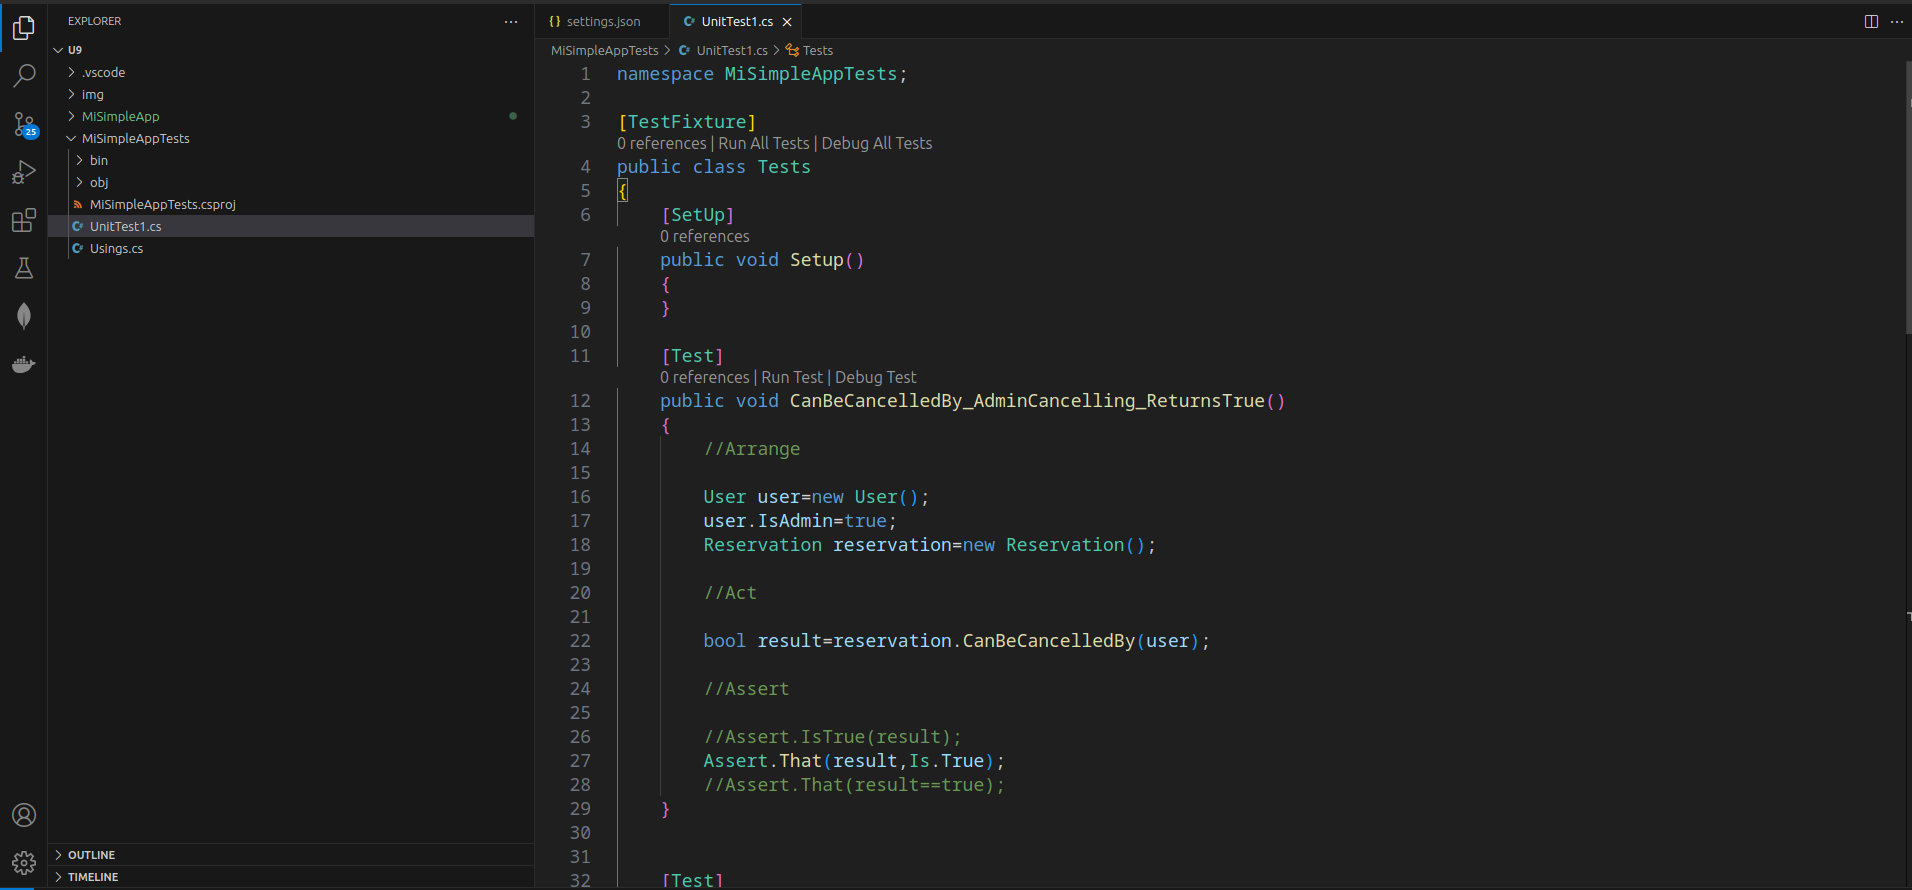 EXPLORER
U9
.vscode
img
MiSimpleApp
MiSimpleAppTests
bin
obj
MiSimpleAppTests.csproj
UnitTest1.cs
Usings.cs
OUTLINE
TIMELINE
25
{} settings.json
C# UnitTest1.cs
MiSimpleAppTests > C# UnitTest1.cs > Tests
1 namespace MiSimpleAppTests;
2
3 [TestFixture]
0 references | Run All Tests | Debug All Tests
4 public class Tests
5 {
6 [SetUp]
0 references
7 public void Setup()
8 {
9 }
10
11 [Test]
0 references | Run Test | Debug Test
12 public void CanBeCancelledBy_AdminCancelling_ReturnsTrue()
13 {
14 //Arrange
15
16 User user=new User();
17 user.IsAdmin=true;
18 Reservation reservation=new Reservation();
19
20 //Act
21
22 bool result=reservation.CanBeCancelledBy(user);
23
24 //Assert
25
26 //Assert.IsTrue(result);
27 Assert.That(result,Is.True);
28 //Assert.That(result==true);
29 }
30
31
32 [Test]